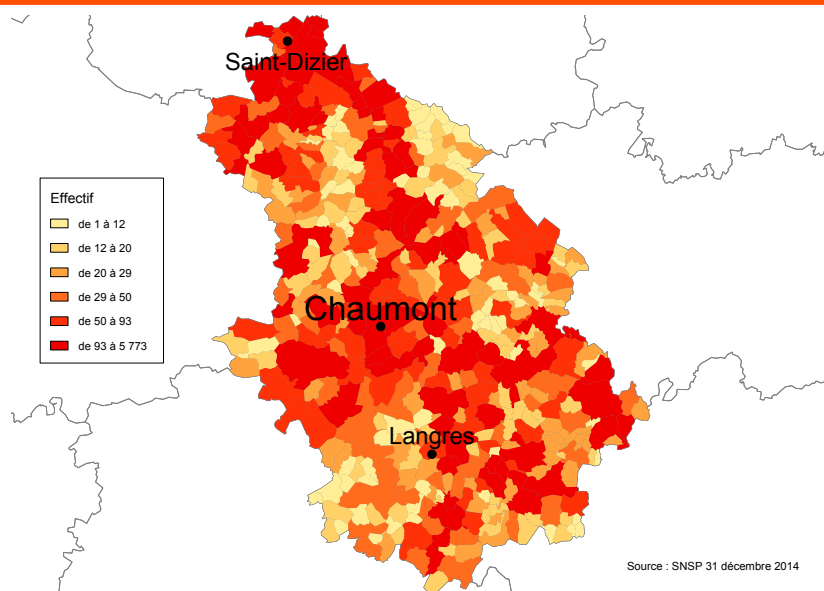 Saint-Dizier
Effectif
de 1 à 12
de 12 à 20
de 20 à 29
de 29 à 50
de 50 à 93
de 93 à 5 773
Chaumont
Langres
Source : SNSP 31 décembre 2014